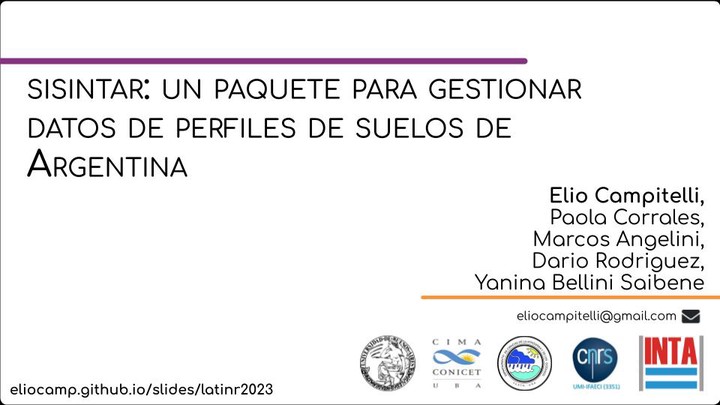 SISINTAR: UN PAQUETE PARA GESTIONAR
DATOS DE PERFILES DE SUELOS DE
ARGENTINA
Elio Campitelli,
Paola Corrales,
Marcos Angelini,
Dario Rodriguez,
Yanina Bellini Saibene
eliocampitelli@gmail.com
CIMA
CONICET
UBA
cnrs
UMI-IFAECI (3351)
INTA
eliocamp.github.io/slides/latinr2023